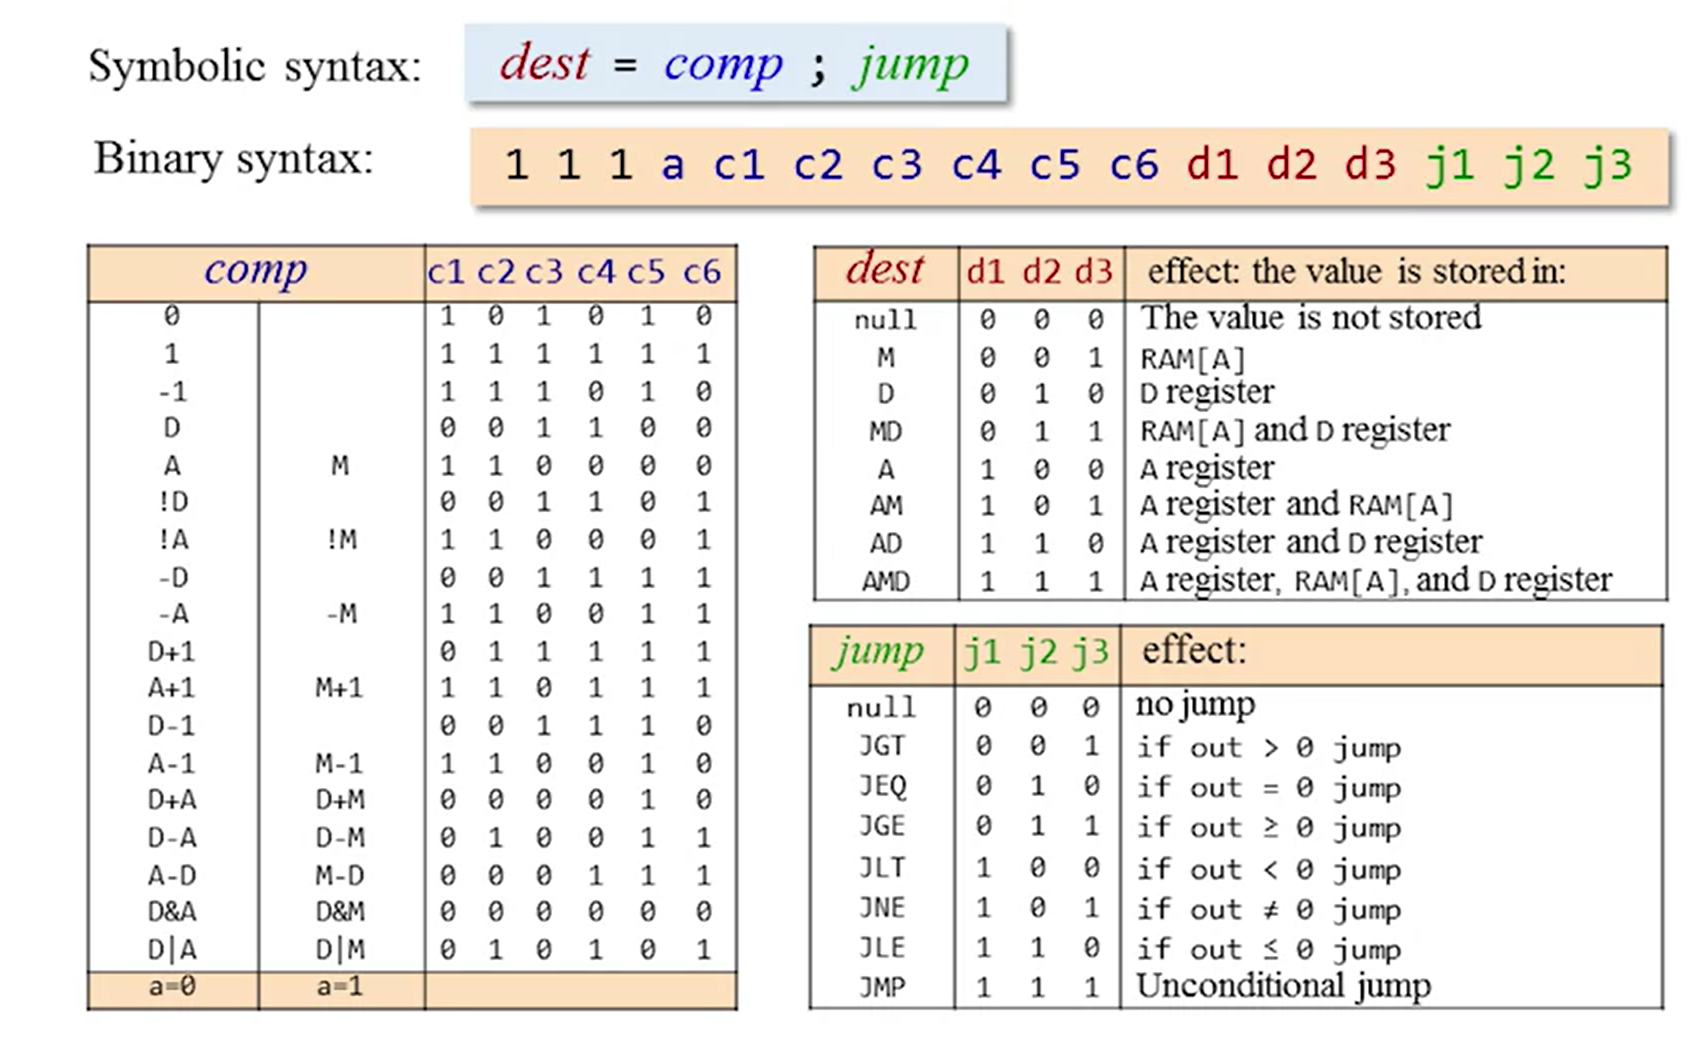 Symbolic syntax: dest = comp ; jump
Binary syntax: 1 1 1 a c1 c2 c3 c4 c5 c6 d1 d2 d3 j1 j2 j3
comp c1 c2 c3 c4 c5 c6
0 1 0 1 0 1 0
1 1 1 1 1 1 1
-1 1 1 1 0 1 0
D 0 0 1 1 0 0
A M 1 1 0 0 0 0
!D 0 0 1 1 0 1
!A !M 1 1 0 0 0 1
-D 0 0 1 1 1 1
-A -M 1 1 0 0 1 1
D+1 0 1 1 1 1 1
A+1 M+1 1 1 0 1 1 1
D-1 0 0 1 1 1 0
A-1 M-1 1 1 0 0 1 0
D+A D+M 0 0 0 0 1 0
D-A D-M 0 1 0 0 1 1
A-D M-D 0 0 0 1 1 1
D&A D&M 0 0 0 0 0 0
D|A D|M 0 1 0 1 0 1
a=0 a=1
dest d1 d2 d3 effect: the value is stored in:
null 0 0 0 The value is not stored
M 0 0 1 RAM[A]
D 0 1 0 D register
MD 0 1 1 RAM[A] and D register
A 1 0 0 A register
AM 1 0 1 A register and RAM[A]
AD 1 1 0 A register and D register
AMD 1 1 1 A register, RAM[A], and D register
jump j1 j2 j3 effect:
null 0 0 0 no jump
JGT 0 0 1 if out > 0 jump
JEQ 0 1 0 if out = 0 jump
JGE 0 1 1 if out ≥ 0 jump
JLT 1 0 0 if out < 0 jump
JNE 1 0 1 if out ≠ 0 jump
JLE 1 1 0 if out ≤ 0 jump
JMP 1 1 1 Unconditional jump